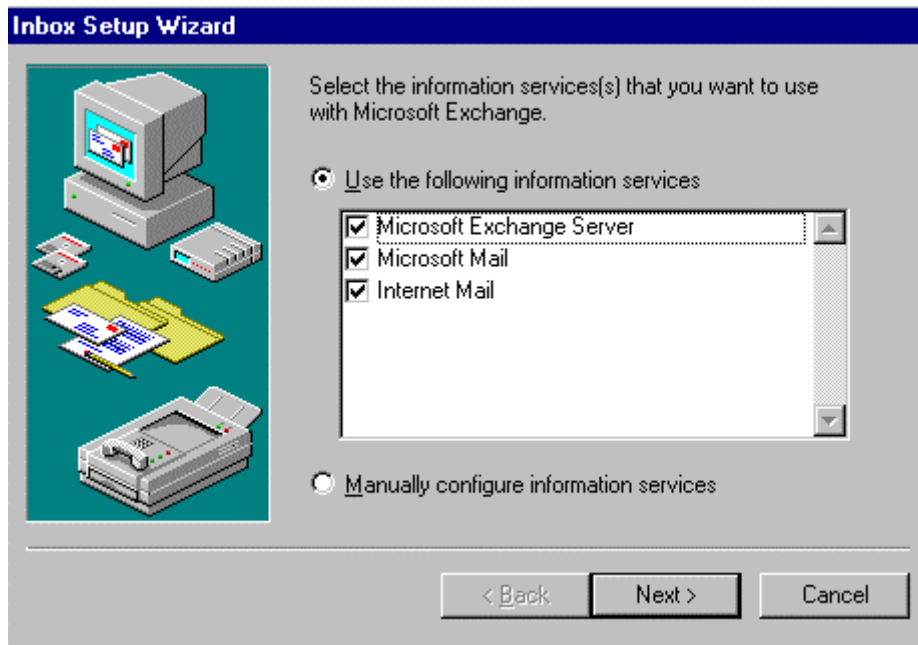 Inbox Setup Wizard
Select the information services(s) that you want to use
with Microsoft Exchange.
Use the following information services
Microsoft Exchange Server
Microsoft Mail
Internet Mail
Manually configure information services
< Back
Next >
Cancel